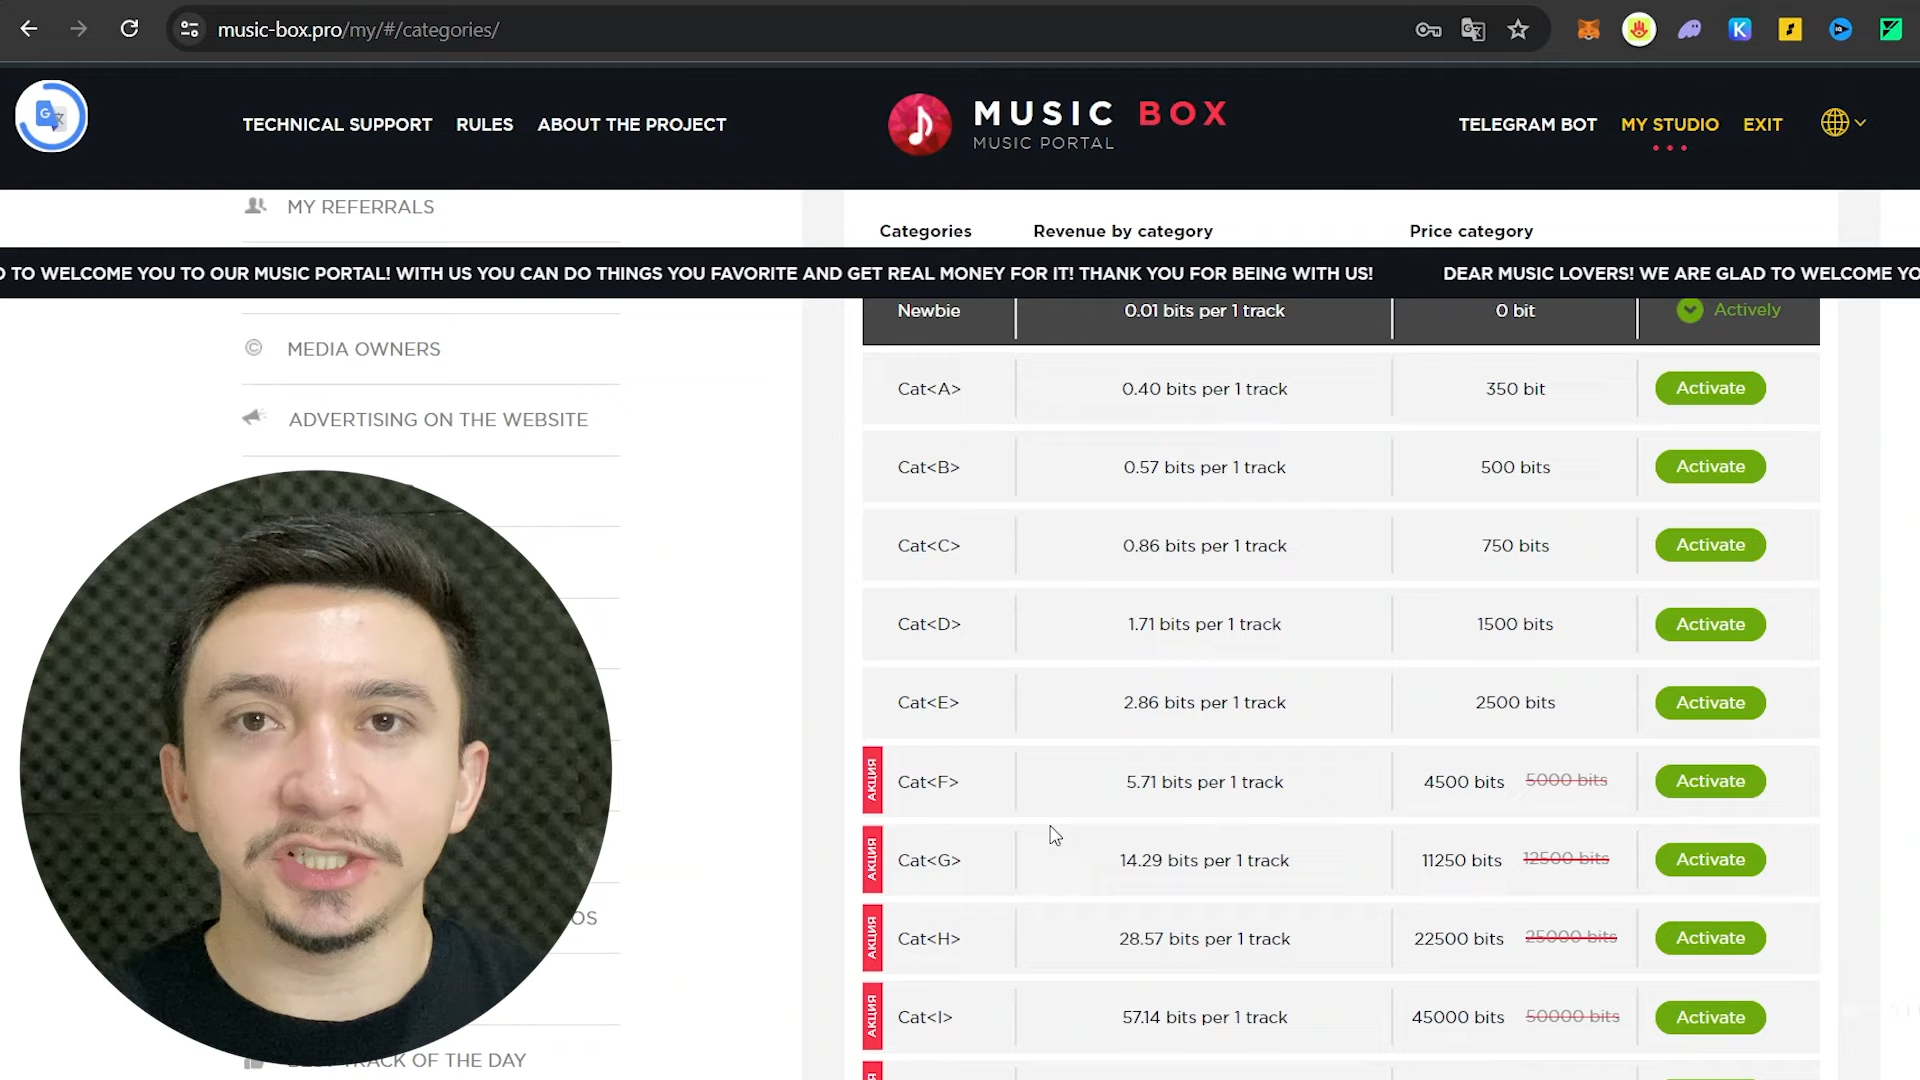 music-box.pro/my/#/categories/
TECHNICAL SUPPORT RULES ABOUT THE PROJECT
MUSIC BOX
MUSIC PORTAL
TELEGRAM BOT MY STUDIO EXIT
MY REFERRALS
Categories Revenue by category Price category
TO WELCOME YOU TO OUR MUSIC PORTAL! WITH US YOU CAN DO THINGS YOU FAVORITE AND GET REAL MONEY FOR IT! THANK YOU FOR BEING WITH US! DEAR MUSIC LOVERS! WE ARE GLAD TO WELCOME YO
Newbie 0.01 bits per 1 track 0 bit Actively
MEDIA OWNERS
Cat<A> 0.40 bits per 1 track 350 bit Activate
ADVERTISING ON THE WEBSITE
Cat<B> 0.57 bits per 1 track 500 bits Activate
Cat<C> 0.86 bits per 1 track 750 bits Activate
Cat<D> 1.71 bits per 1 track 1500 bits Activate
Cat<E> 2.86 bits per 1 track 2500 bits Activate
АКЦИЯ Cat<F> 5.71 bits per 1 track 4500 bits 5000 bits Activate
АКЦИЯ Cat<G> 14.29 bits per 1 track 11250 bits 12500 bits Activate
OS
АКЦИЯ Cat<H> 28.57 bits per 1 track 22500 bits 25000 bits Activate
АКЦИЯ Cat<I> 57.14 bits per 1 track 45000 bits 50000 bits Activate
TRACK OF THE DAY